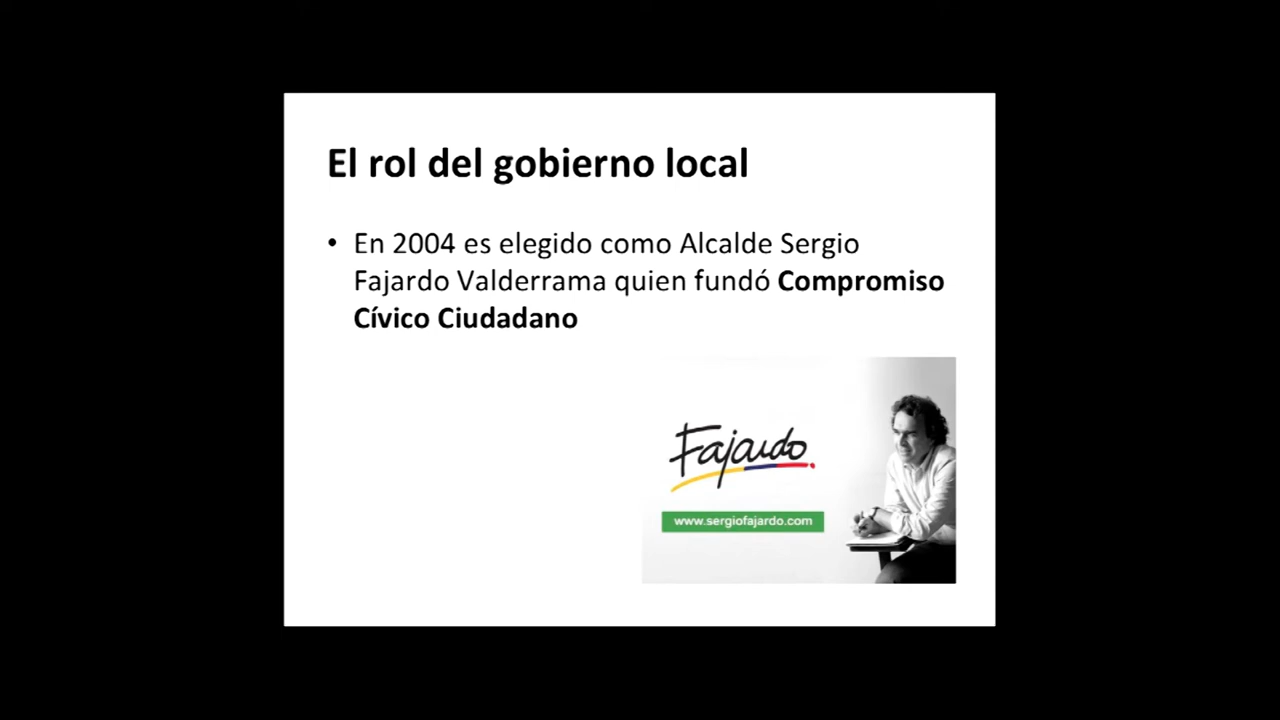 El rol del gobierno local
• En 2004 es elegido como Alcalde Sergio
Fajardo Valderrama quien fundó Compromiso
Cívico Ciudadano
Fajardo
www.sergiofajardo.com